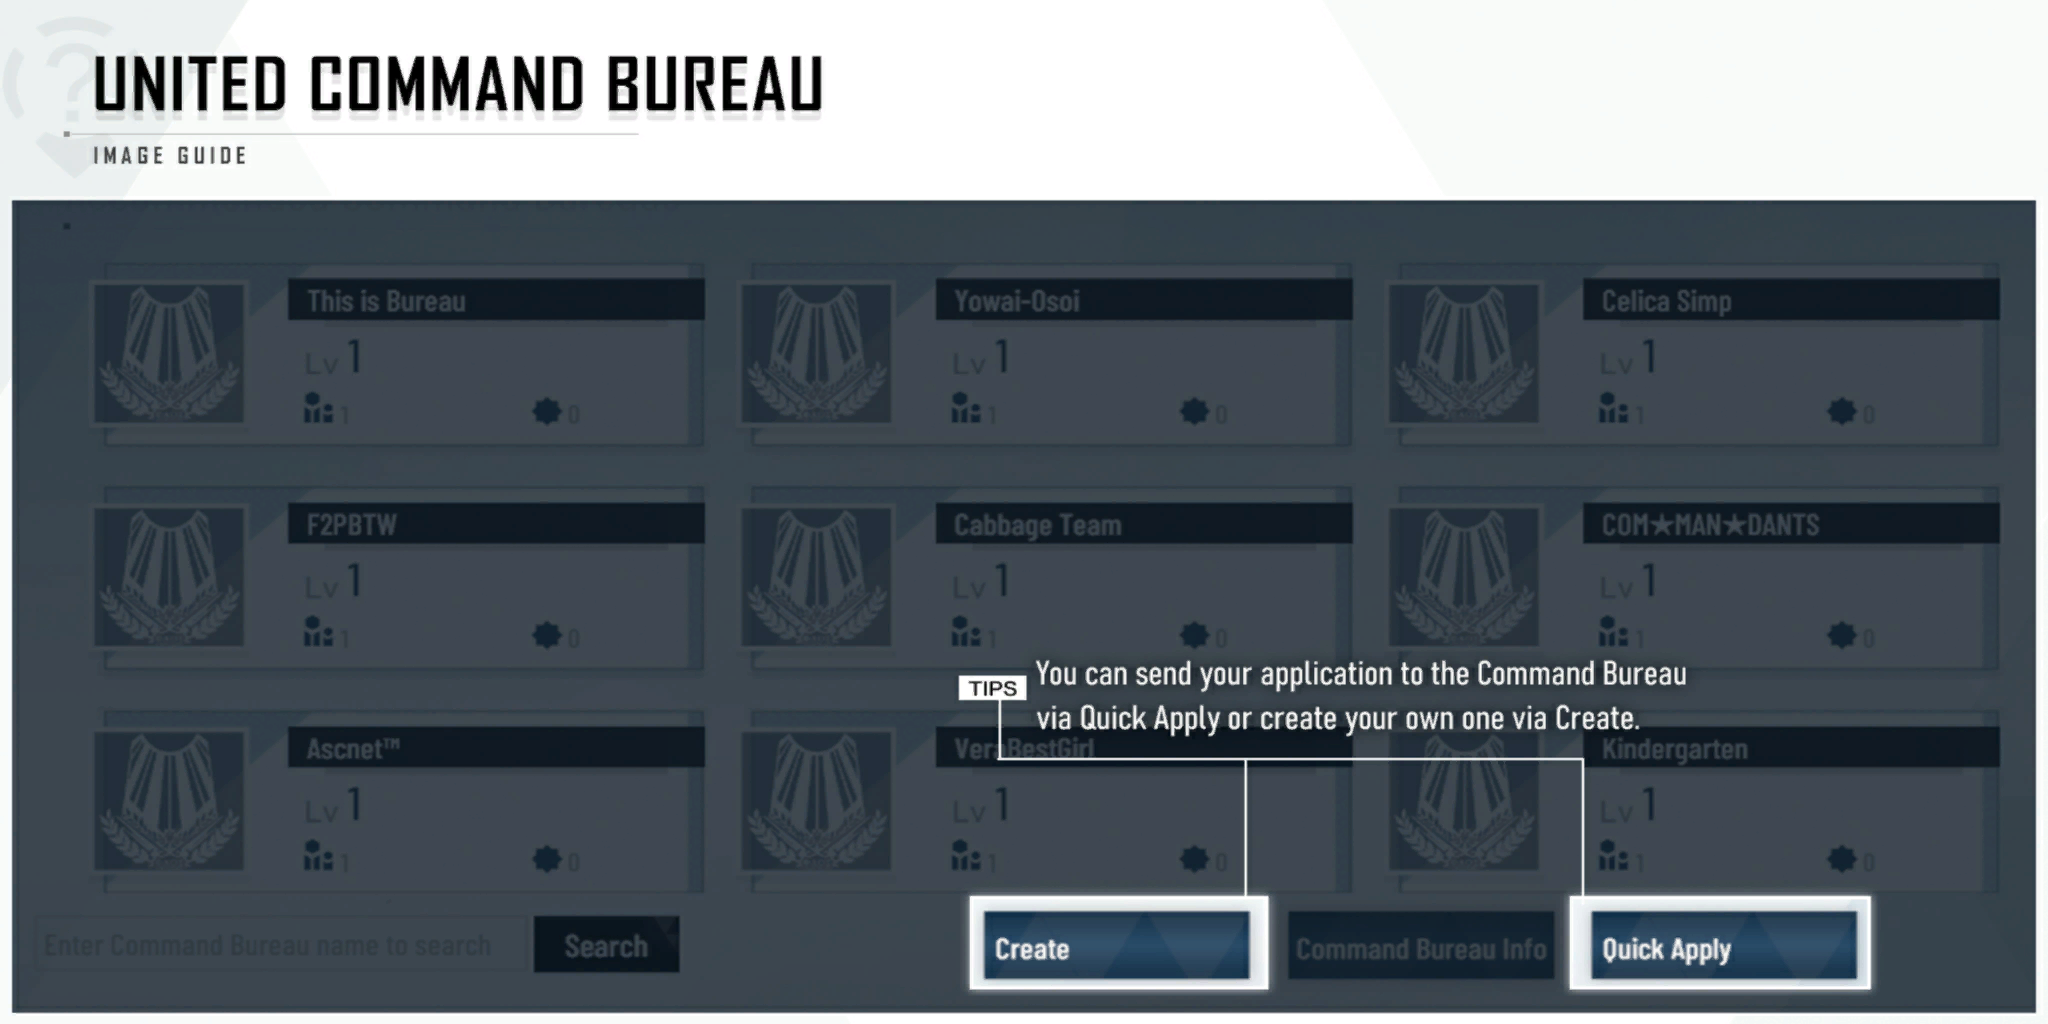 UNITED COMMAND BUREAU
IMAGE GUIDE
This is Bureau
Lv 1
1 0
Yowai-Osoi
Lv 1
1 0
Celica Simp
Lv 1
1 0
F2PBTW
Lv 1
1 0
Cabbage Team
Lv 1
1 0
COM★MAN★DANTS
Lv 1
1 0
TIPS
You can send your application to the Command Bureau
via Quick Apply or create your own one via Create.
Ascnet™
Lv 1
1 0
VeraBestGirl
Lv 1
1 0
Kindergarten
Lv 1
1 0
Enter Command Bureau name to search
Search
Create
Command Bureau Info
Quick Apply